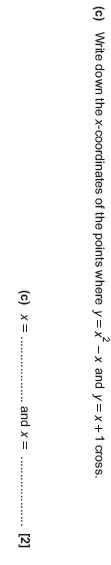 (c) Write down the x-coordinates of the points where y = x² – x and y = x + 1 cross.
(c) x = .................... and x = .................... [2]